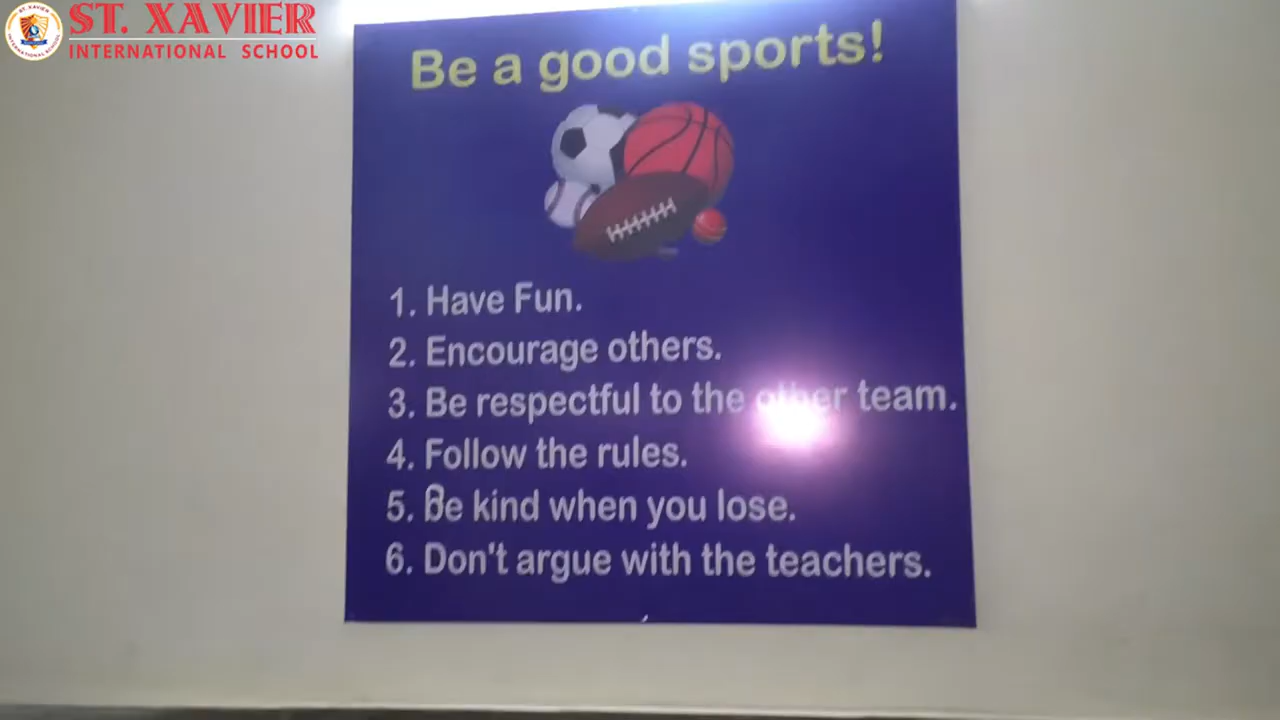 ST. XAVIER
INTERNATIONAL SCHOOL
Be a good sports!
1. Have Fun.
2. Encourage others.
3. Be respectful to the other team.
4. Follow the rules.
5. Be kind when you lose.
6. Don't argue with the teachers.